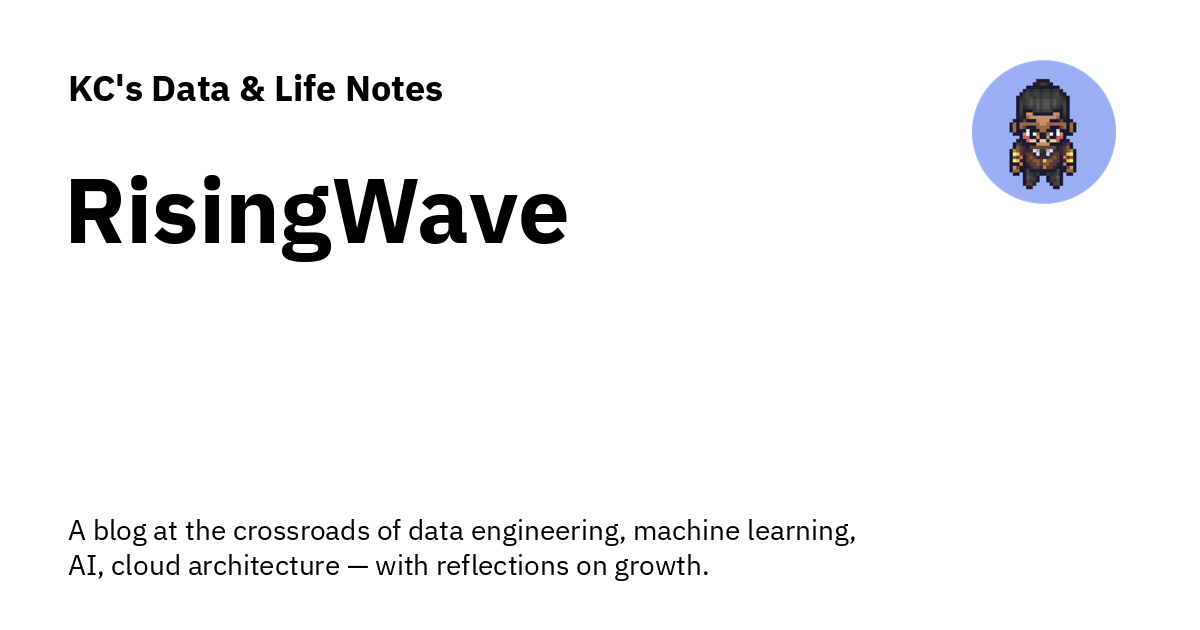 KC's Data & Life Notes
RisingWave
A blog at the crossroads of data engineering, machine learning,
AI, cloud architecture — with reflections on growth.